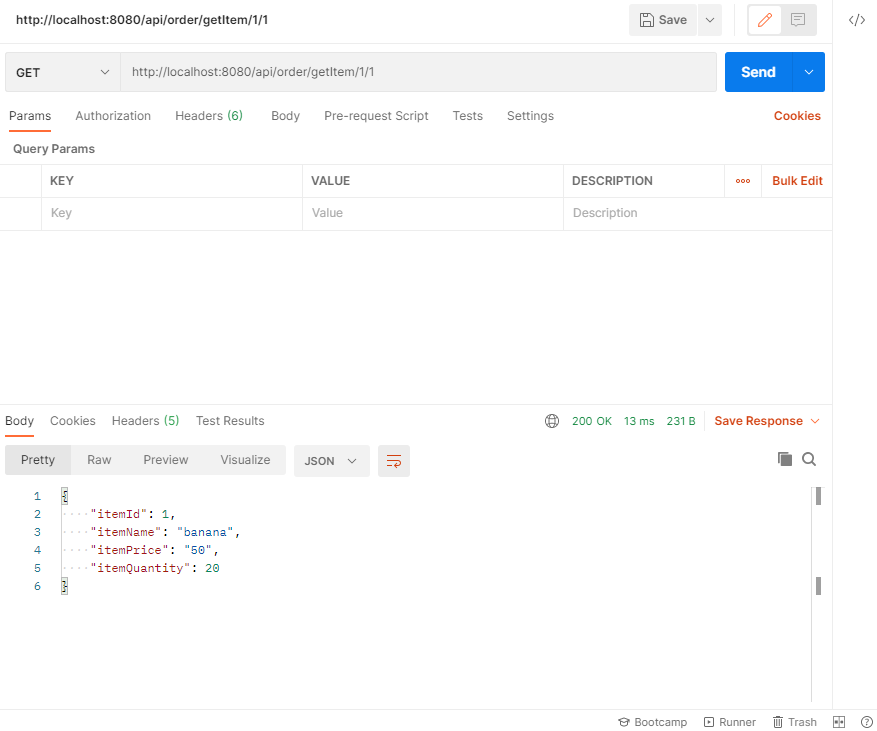 http://localhost:8080/api/order/getItem/1/1 Save
GET http://localhost:8080/api/order/getItem/1/1 Send
Params Authorization Headers (6) Body Pre-request Script Tests Settings Cookies
Query Params
KEY VALUE DESCRIPTION Bulk Edit
Key Value Description
Body Cookies Headers (5) Test Results 200 OK 13 ms 231 B Save Response
Pretty Raw Preview Visualize JSON
1 {
2 "itemId": 1,
3 "itemName": "banana",
4 "itemPrice": "50",
5 "itemQuantity": 20
6 }
Bootcamp Runner Trash